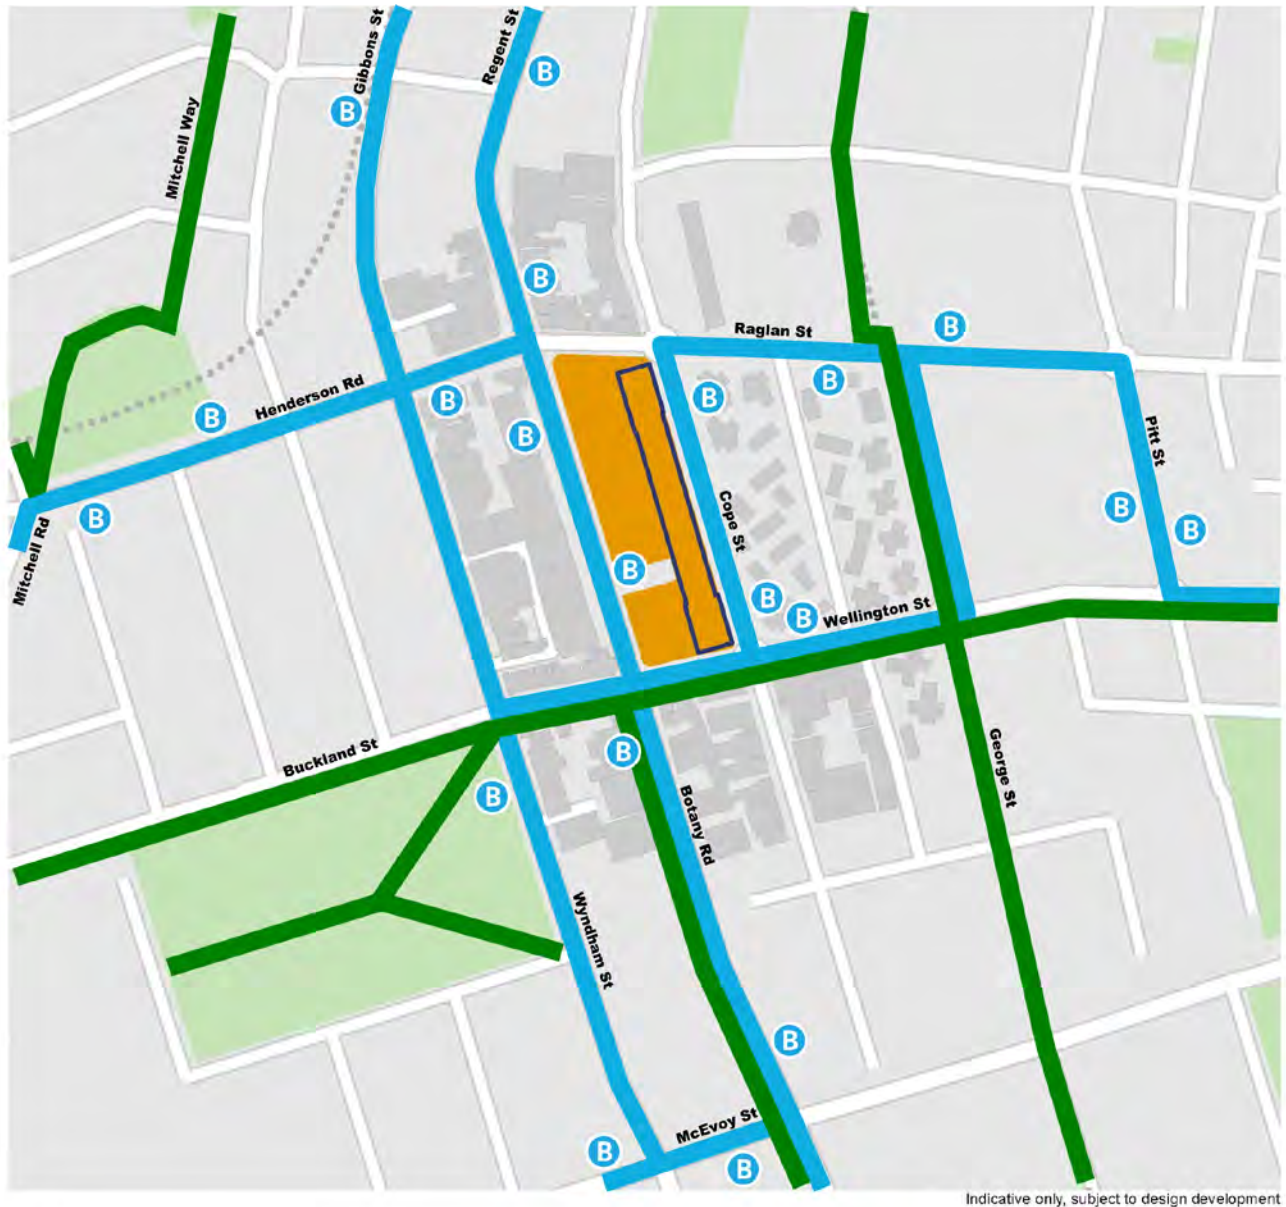 Gibbons St
Regent St
B
B
Mitchell Way
B
Raglan St
B
B
Henderson Rd
B
B
B
B
B
Pitt St
B
B
B
Mitchell Rd
Cope St
B
B
B
Wellington St
Buckland St
B
B
George St
Botany Rd
Wyndham St
B
McEvoy St
B
B
Indicative only, subject to design development